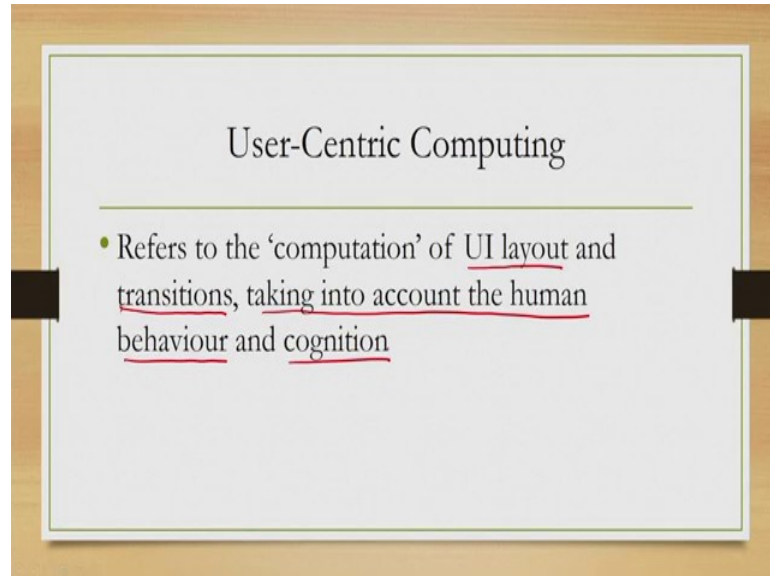 User-Centric Computing
• Refers to the ‘computation’ of UI layout and
transitions, taking into account the human
behaviour and cognition